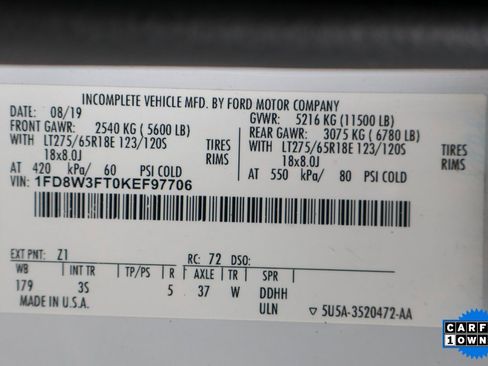 INCOMPLETE VEHICLE MFD. BY FORD MOTOR COMPANY
DATE: 08/19
GVWR: 5216 KG (11500 LB)
FRONT GAWR: 2540 KG ( 5600 LB)
REAR GAWR: 3075 KG ( 6780 LB)
WITH LT275/65R18E 123/120S TIRES
WITH LT275/65R18E 123/120S TIRES
18x8.0J RIMS
18x8.0J RIMS
AT 420 kPa/ 60 PSI COLD
AT 550 kPa/ 80 PSI COLD
VIN: 1FD8W3FT0KEF97706
EXT PNT: Z1 RC: 72 DSO:
WB INT TR TP/PS R AXLE TR SPR
179 3S 5 37 W DDHH
MADE IN U.S.A. ULN ▽ 5U5A-3520472-AA
CARF
1 OWN